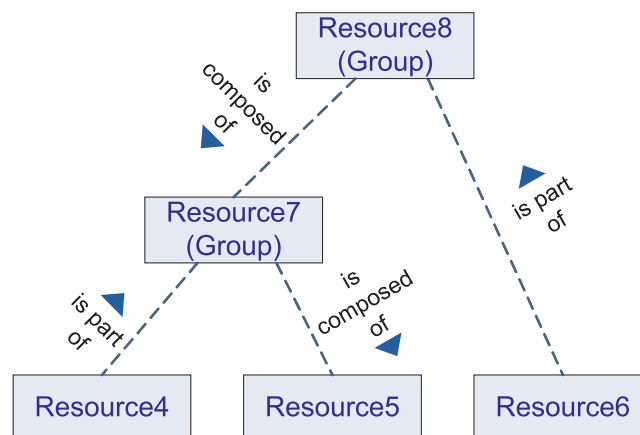 Resource8
(Group)
is
composed
of
is part
of
Resource7
(Group)
is part
of
is
composed
of
Resource4
Resource5
Resource6